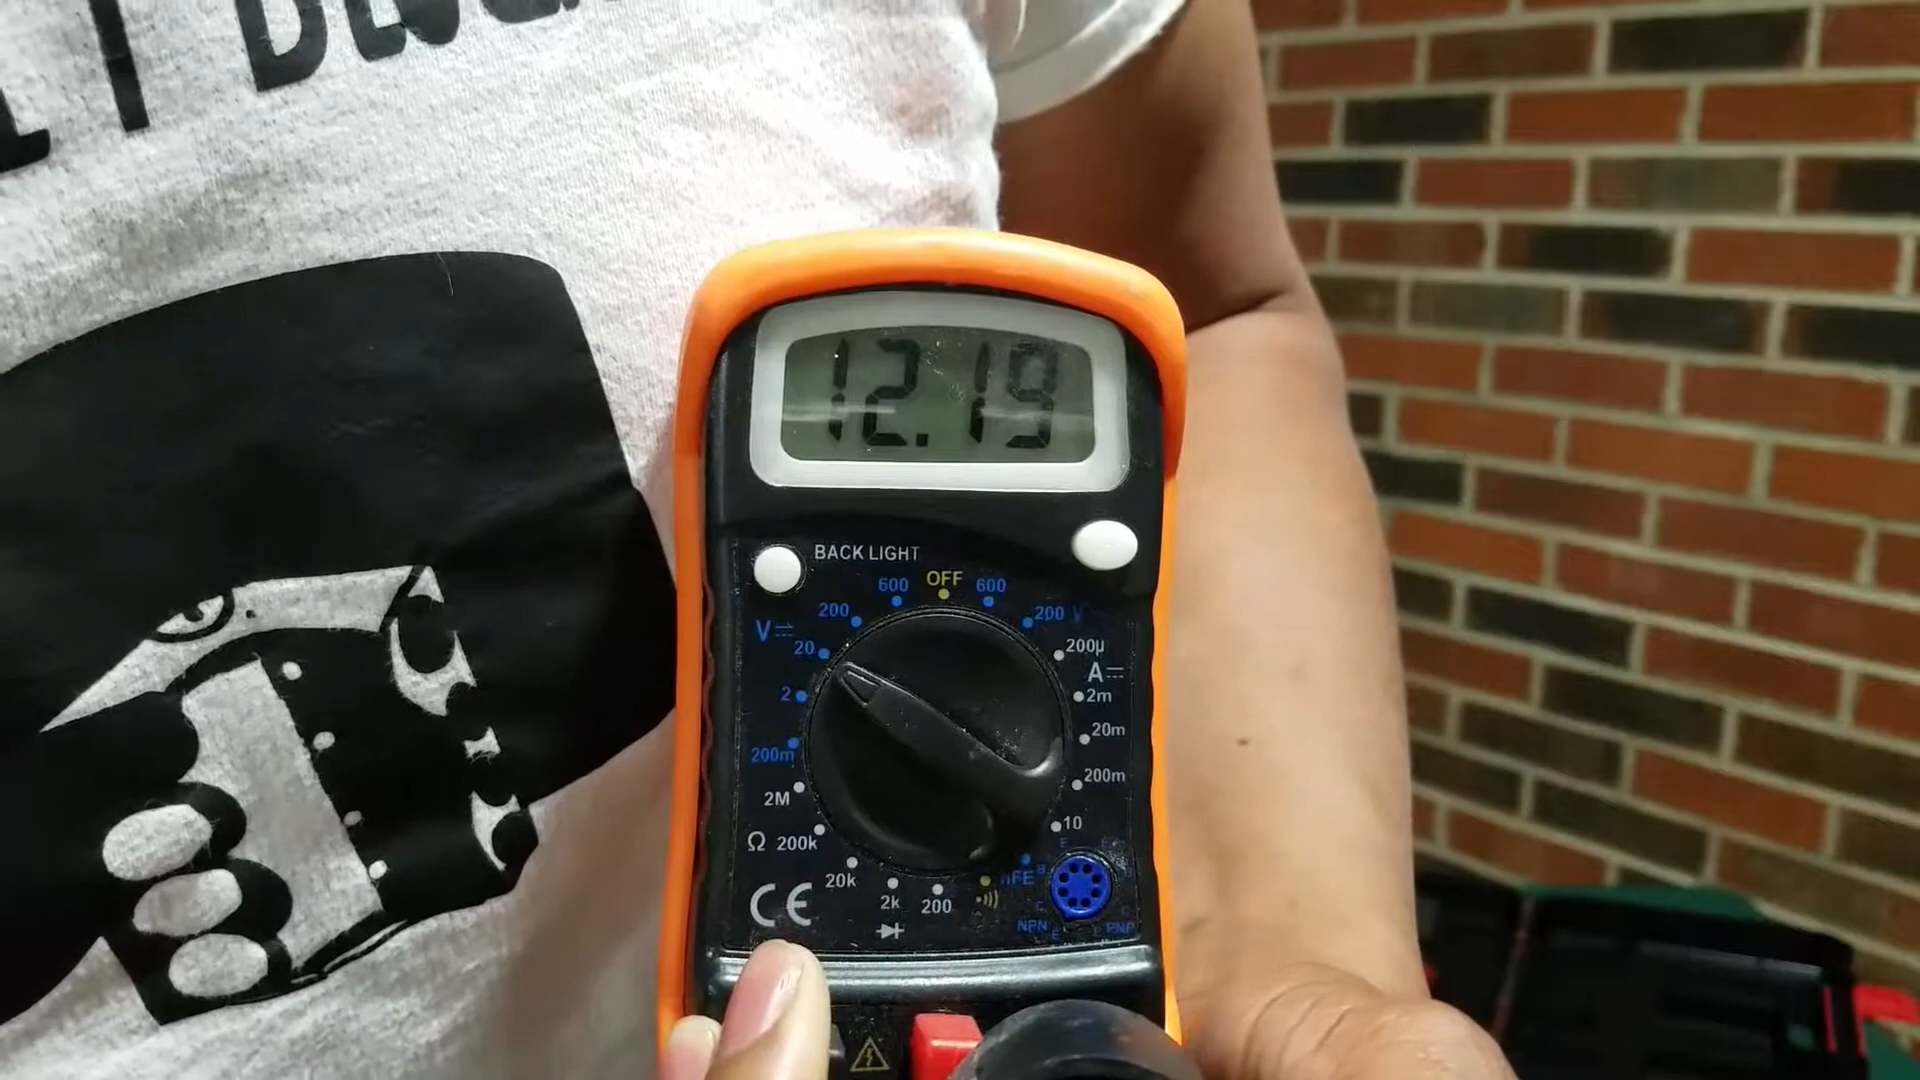 12.19
BACK LIGHT
600 OFF 600
200 200 V
V
20 200µ
A
2 2m
20m
200m 200m
2M
Ω 200k 10
20k 2k 200 hFE
CE
NPN PNP